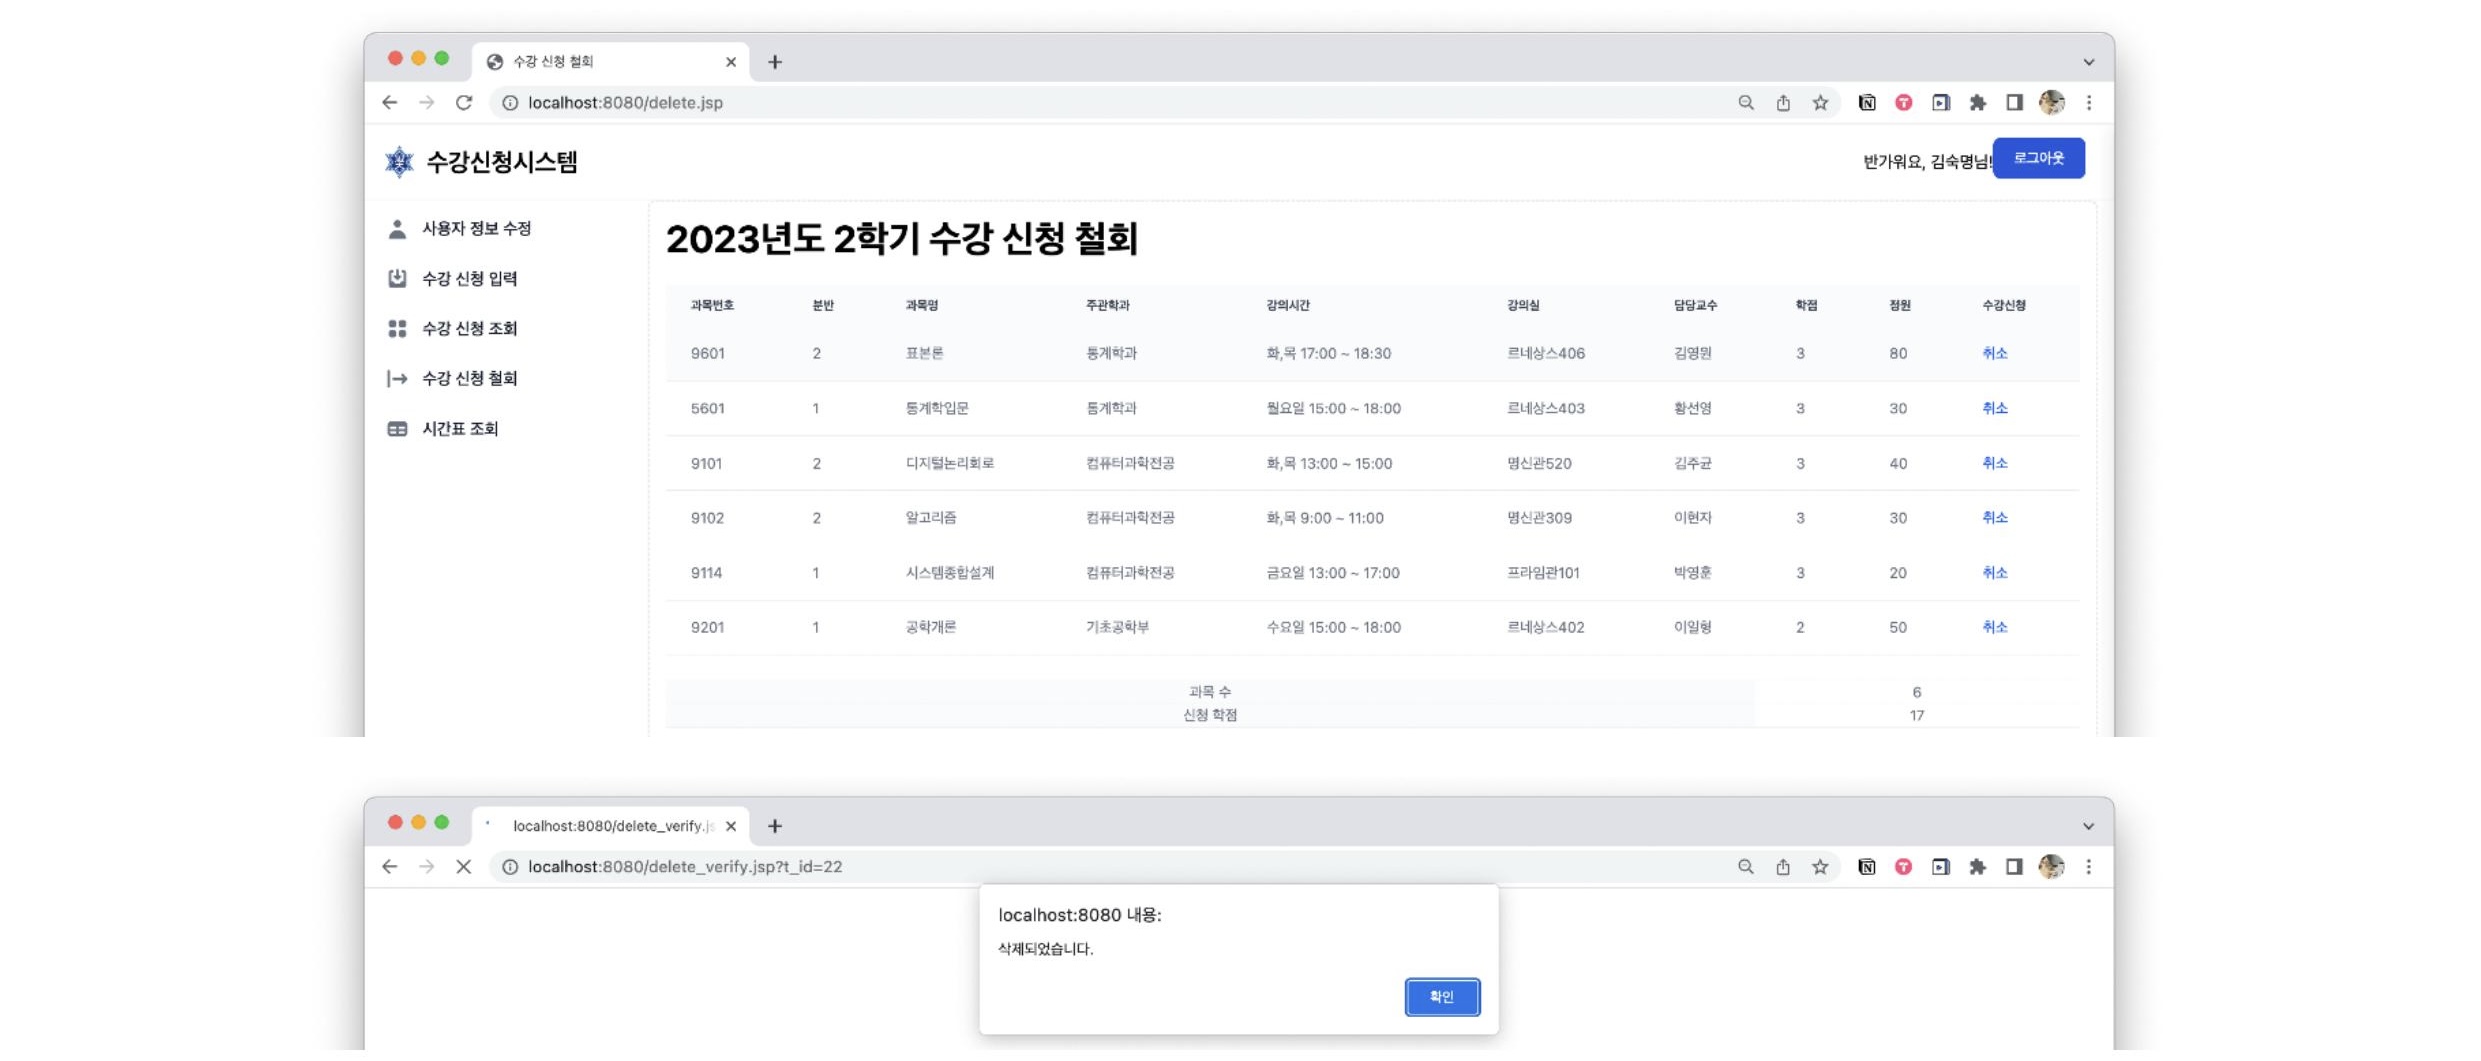 수강 신청 철회
localhost:8080/delete.jsp
수강신청시스템
반가워요, 김숙명님!
로그아웃
사용자 정보 수정
수강 신청 입력
수강 신청 조회
수강 신청 철회
시간표 조회
2023년도 2학기 수강 신청 철회
과목번호 분반 과목명 주관학과 강의시간 강의실 담당교수 학점 정원 수강신청
9601 2 표본론 통계학과 화,목 17:00 ~ 18:30 르네상스406 김영원 3 80 취소
5601 1 통계학입문 통계학과 월요일 15:00 ~ 18:00 르네상스403 황선영 3 30 취소
9101 2 디지털논리회로 컴퓨터과학전공 화,목 13:00 ~ 15:00 명신관520 김주균 3 40 취소
9102 2 알고리즘 컴퓨터과학전공 화,목 9:00 ~ 11:00 명신관309 이현자 3 30 취소
9114 1 시스템종합설계 컴퓨터과학전공 금요일 13:00 ~ 17:00 프라임관101 박영훈 3 20 취소
9201 1 공학개론 기초공학부 수요일 15:00 ~ 18:00 르네상스402 이일형 2 50 취소
과목 수 6
신청 학점 17
localhost:8080/delete_verify.js
localhost:8080/delete_verify.jsp?t_id=22
localhost:8080 내용:
삭제되었습니다.
확인